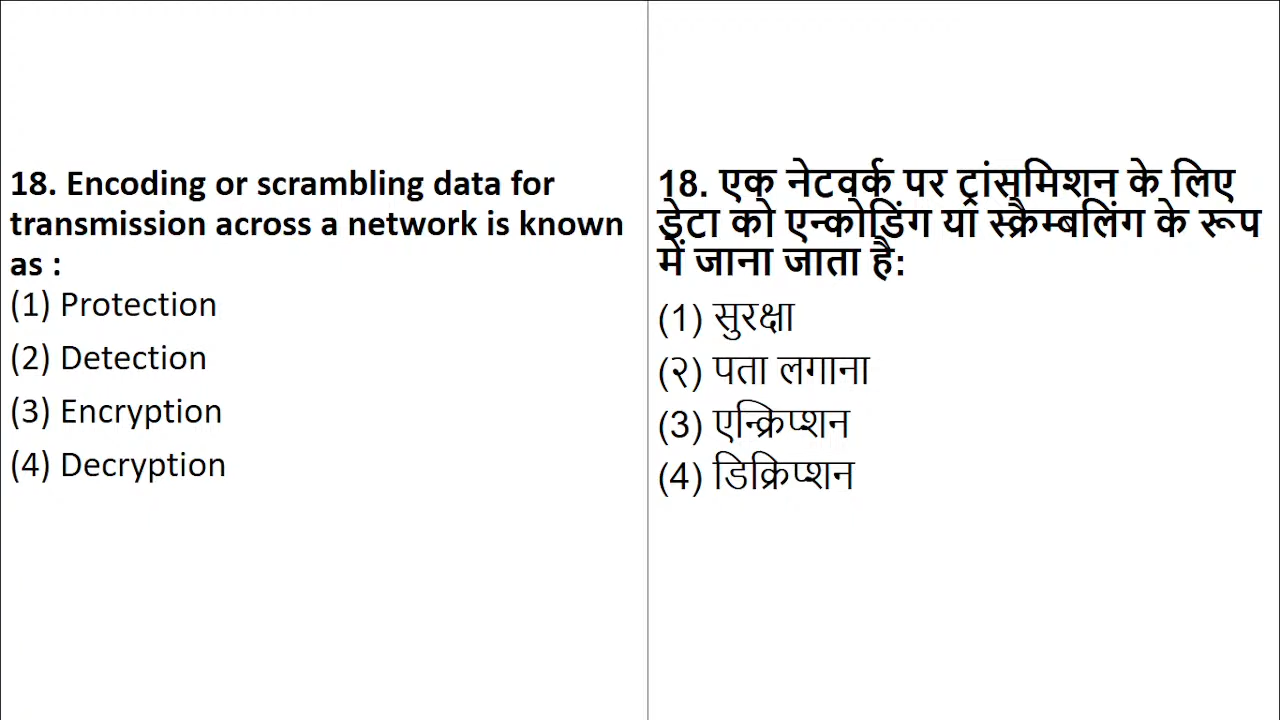 18. Encoding or scrambling data for
transmission across a network is known
as :
(1) Protection
(2) Detection
(3) Encryption
(4) Decryption
18. एक नेटवर्क पर ट्रांसमिशन के लिए
डेटा को एन्कोडिंग या स्क्रैम्बलिंग के रूप
में जाना जाता है:
(1) सुरक्षा
(२) पता लगाना
(3) एन्क्रिप्शन
(4) डिक्रिप्शन